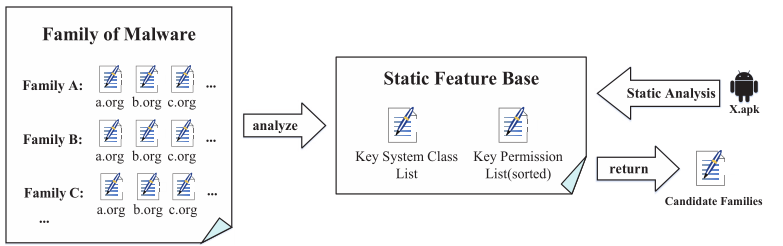 Family of Malware
Family A:
...
a.org b.org c.org
Family B:
...
a.org b.org c.org
Family C:
...
a.org b.org c.org
...
analyze
Static Feature Base
Key System Class
List
Key Permission
List(sorted)
Static Analysis
X.apk
return
Candidate Families